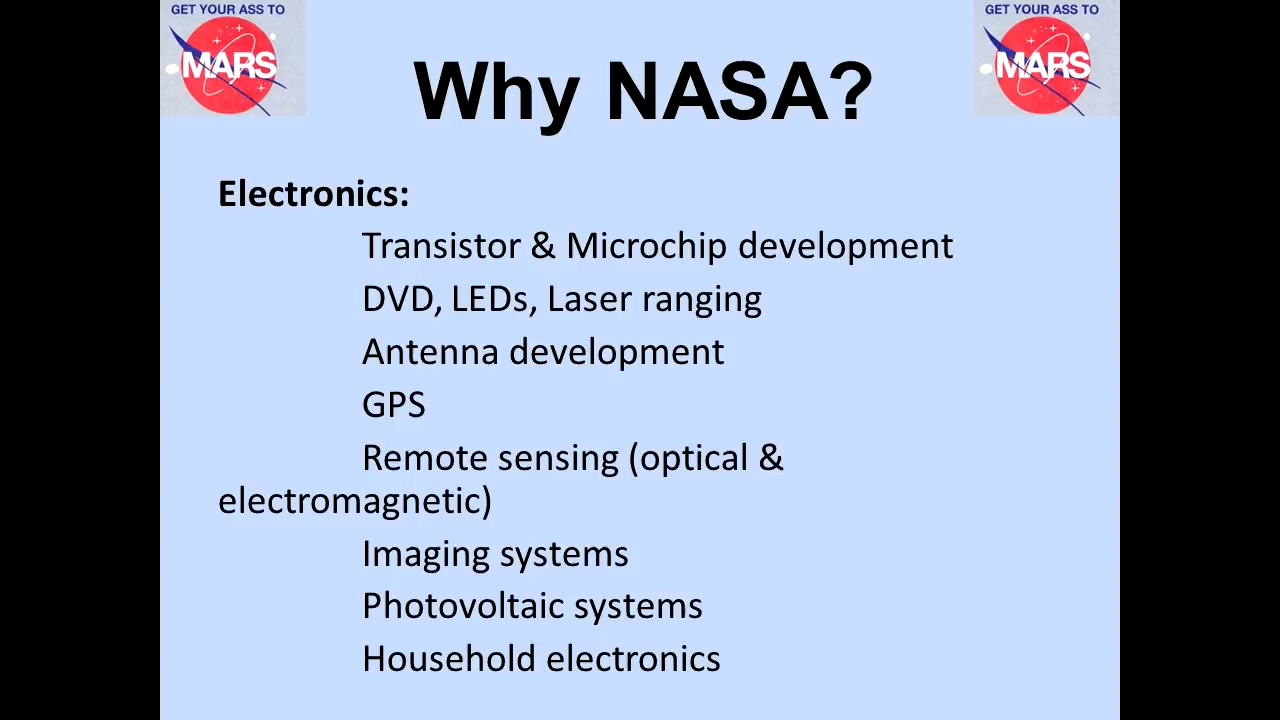 GET YOUR ASS TO
MARS
GET YOUR ASS TO
MARS
Why NASA?
Electronics:
Transistor & Microchip development
DVD, LEDs, Laser ranging
Antenna development
GPS
Remote sensing (optical &
electromagnetic)
Imaging systems
Photovoltaic systems
Household electronics